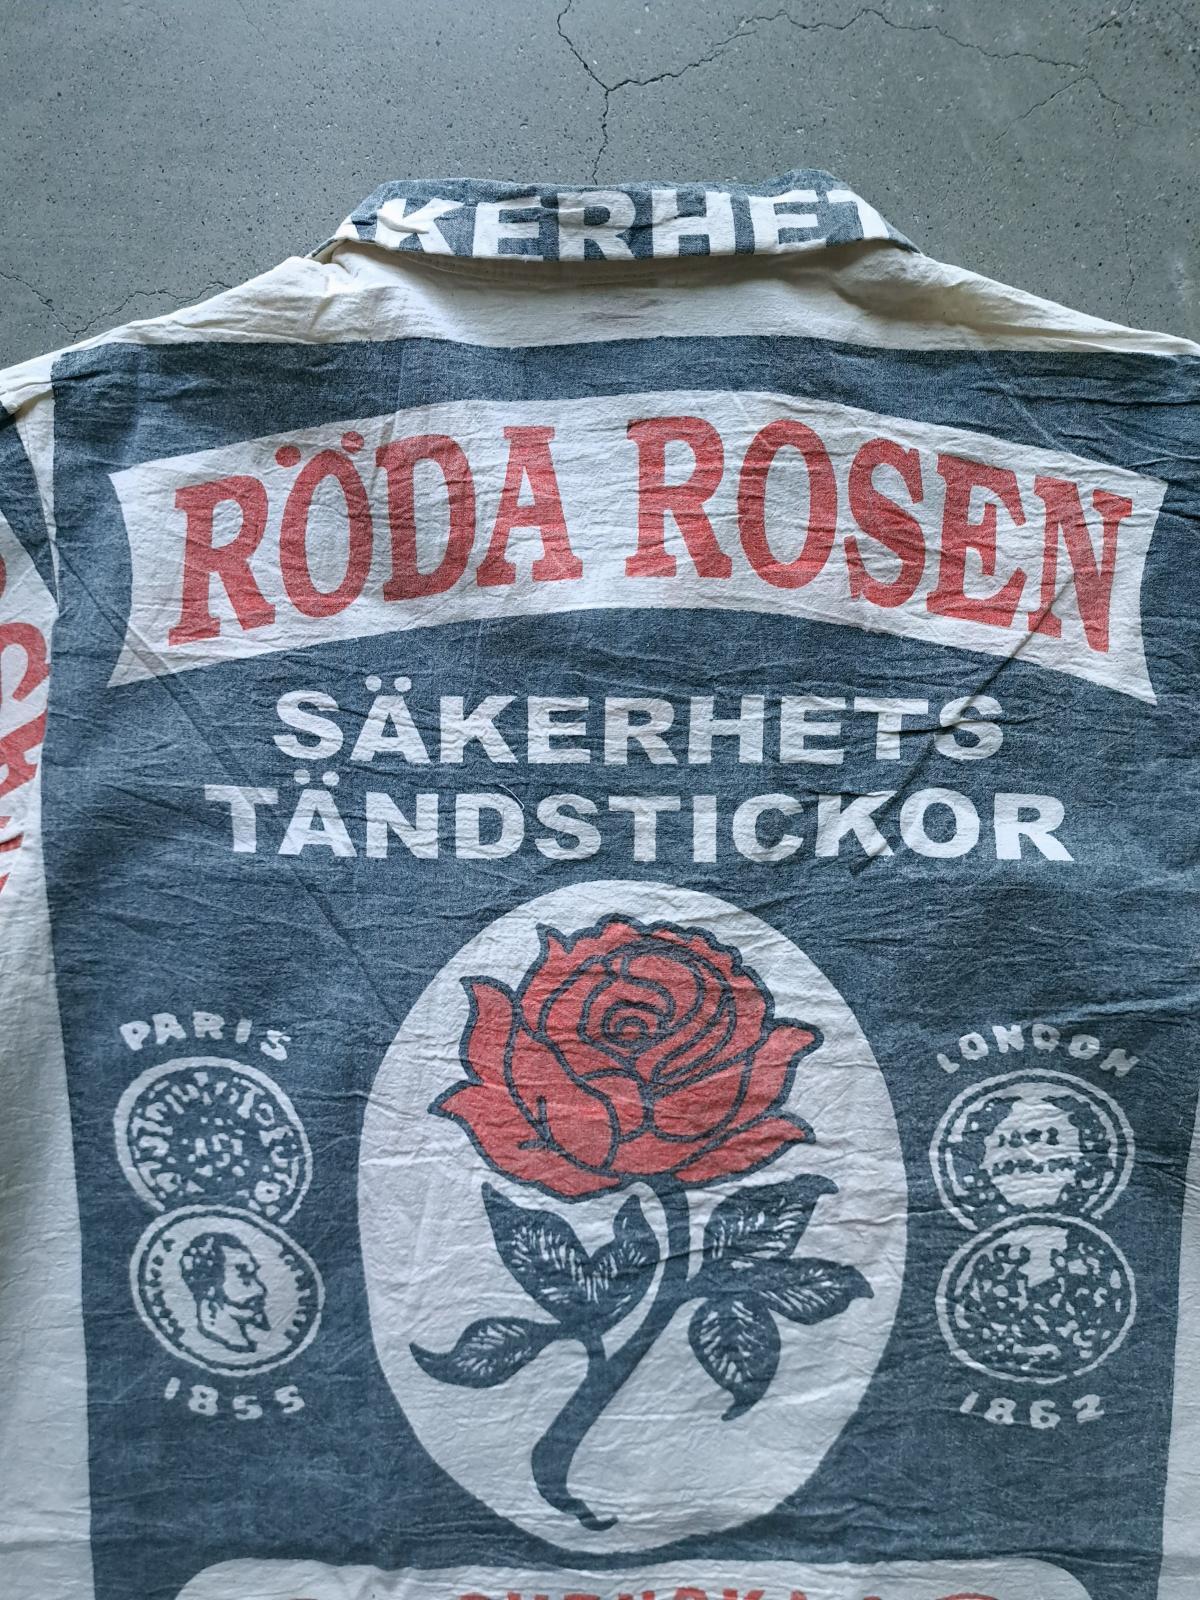 KERHET
RÖDA ROSEN
SÄKERHETS
TÄNDSTICKOR
PARIS
LONDON
1855
1862